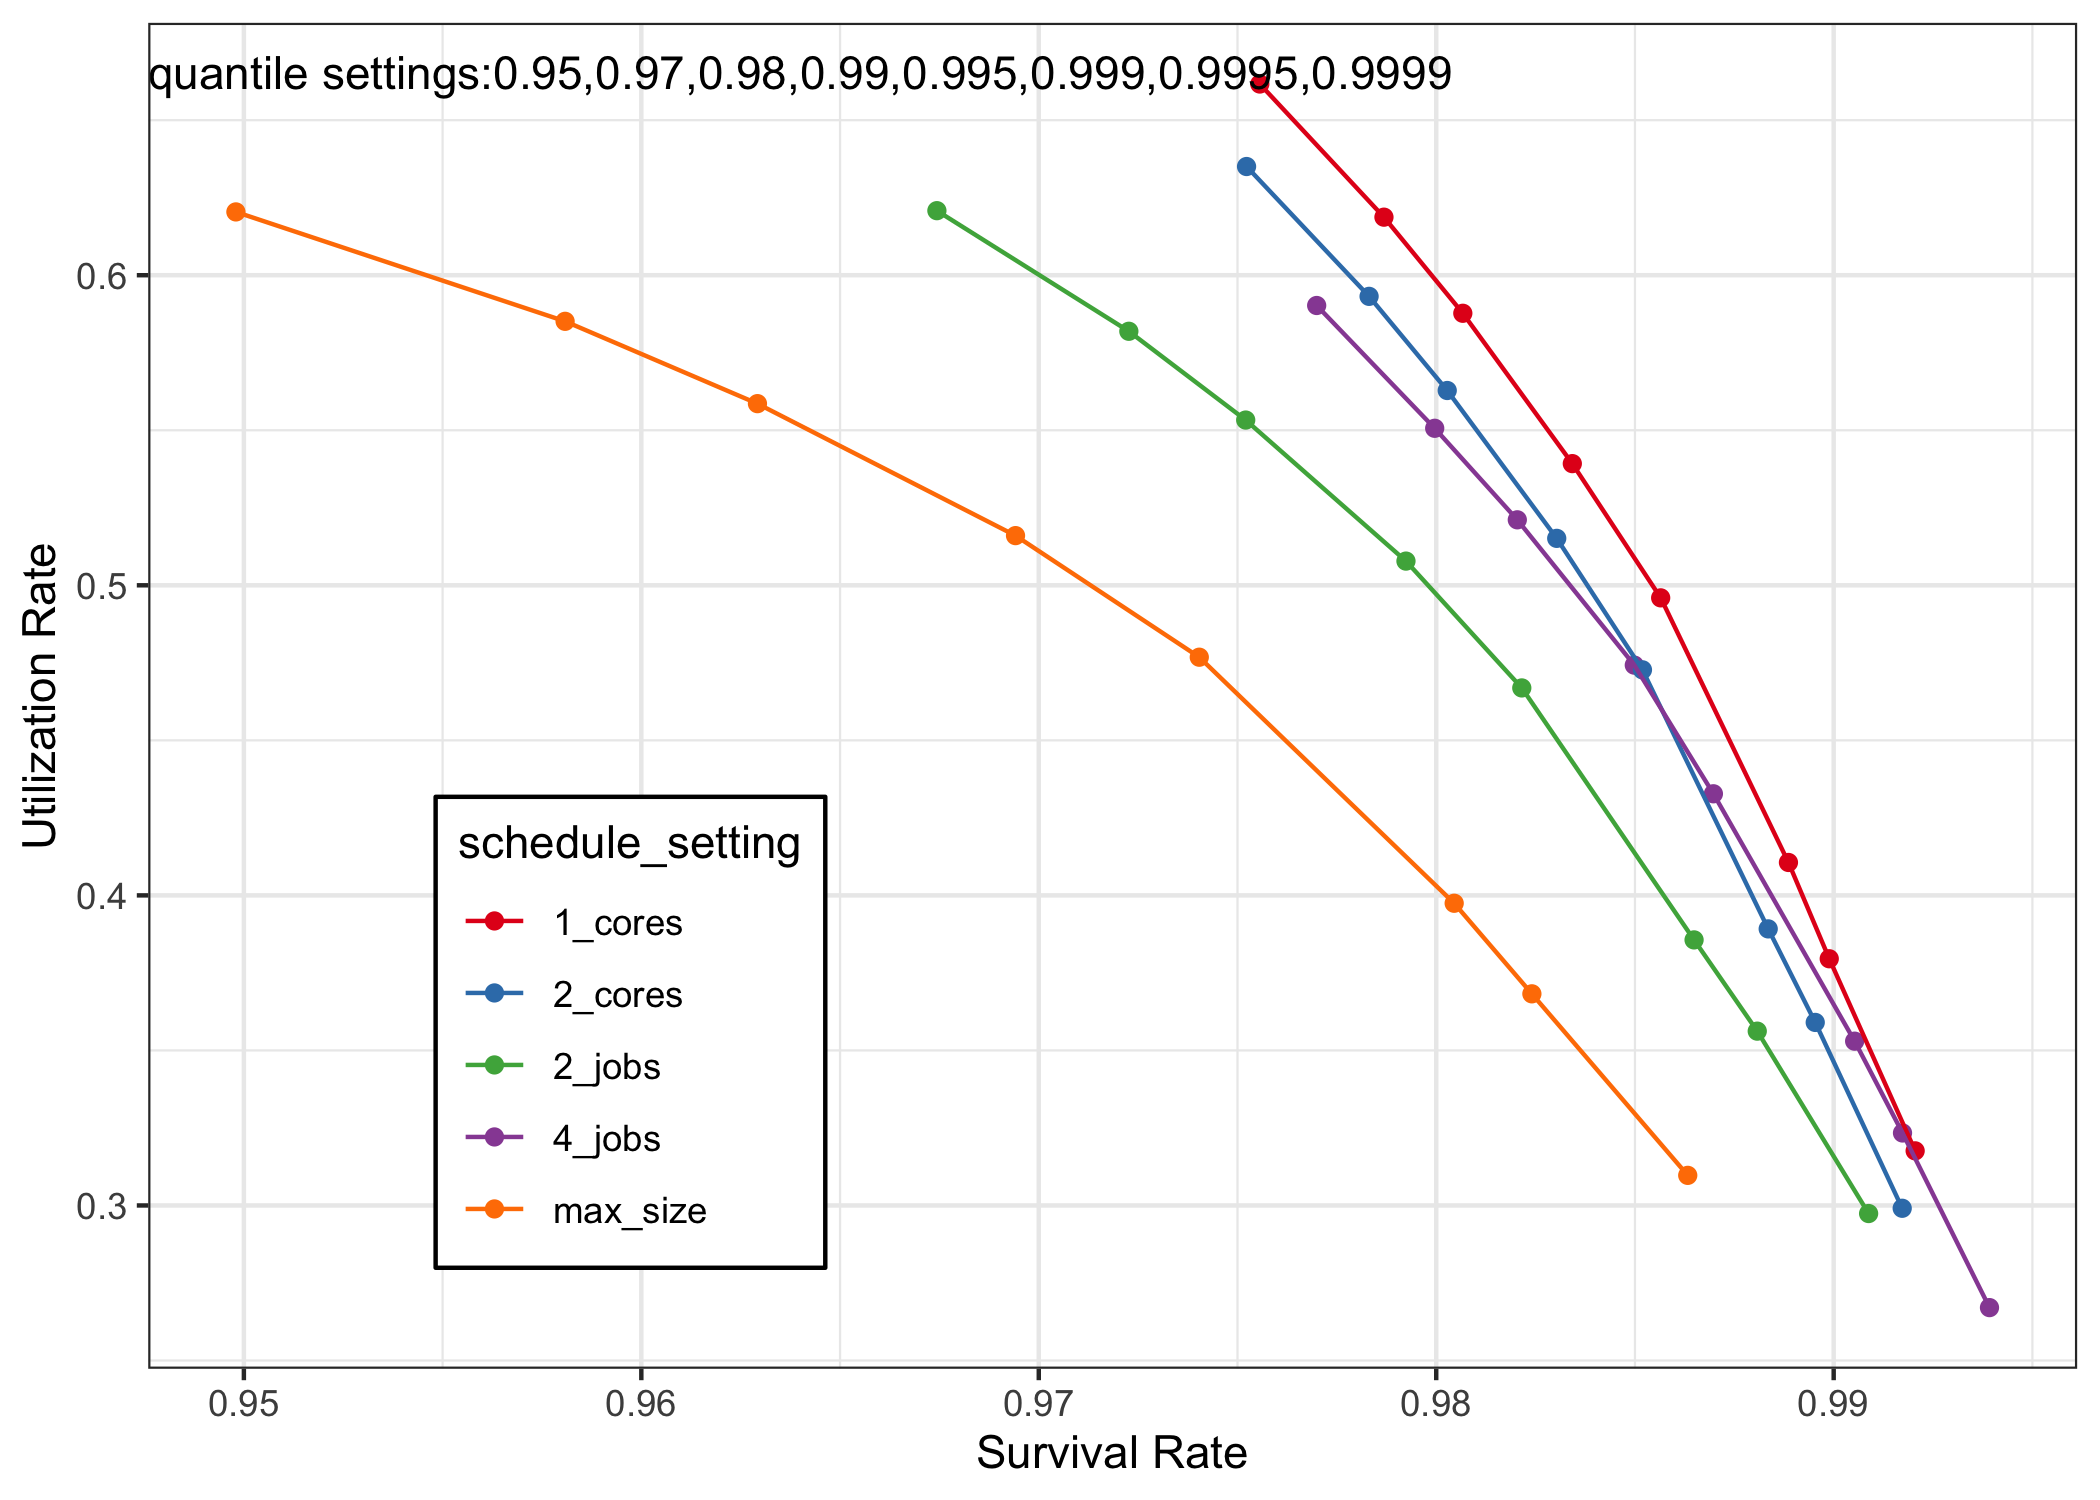 quantile settings:0.95,0.97,0.98,0.99,0.995,0.999,0.9995,0.9999
Utilization Rate
0.6
0.5
0.4
0.3
schedule_setting
1_cores
2_cores
2_jobs
4_jobs
max_size
0.95 0.96 0.97 0.98 0.99
Survival Rate